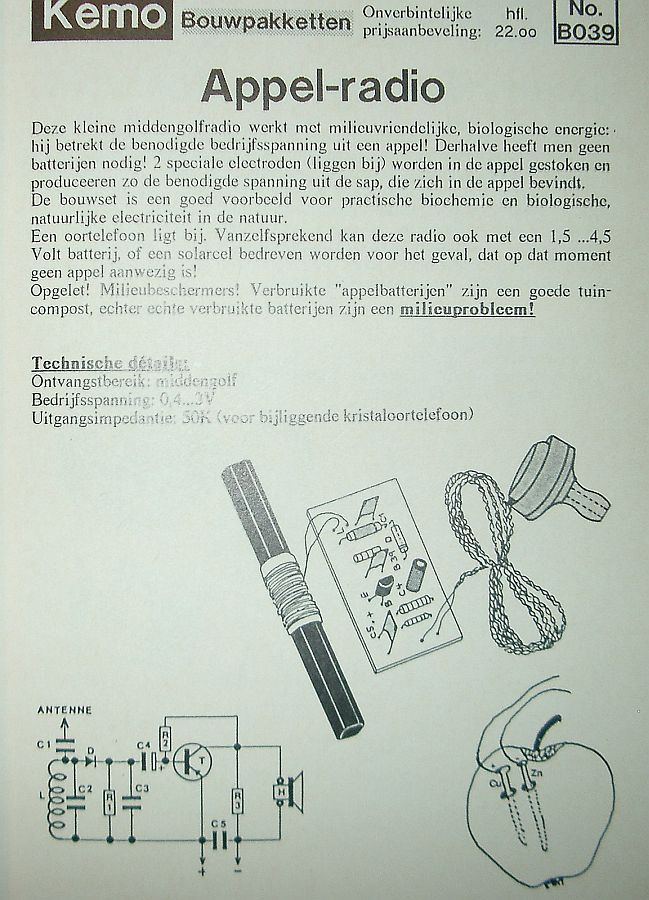 Kemo Bouwpakketten Onverbintelijke hfl. No.
prijsaanbeveling: 22.00 B039
Appel-radio
Deze kleine middengolfradio werkt met milieuvriendelijke, biologische energie:
hij betrekt de benodigde bedrijfsspanning uit een appel! Derhalve heeft men geen
batterijen nodig! 2 speciale electroden (liggen bij) worden in de appel gestoken en
produceeren zo de benodigde spanning uit de sap, die zich in de appel bevindt.
De bouwset is een goed voorbeeld voor practische biochemie en biologische,
natuurlijke electriciteit in de natuur.
Een oortelefoon ligt bij. Vanzelfsprekend kan deze radio ook met een 1,5 ...4,5
Volt batterij, of een solarcel bedreven worden voor het geval, dat op dat moment
geen appel aanwezig is!
Opgelet! Milieubeschermers! Verbruikte "appelbatterijen" zijn een goede tuin-
compost, echter echte verbruikte batterijen zijn een milieuprobleem!
Technische détails:
Ontvangstbereik: middengolf
Bedrijfsspanning: 0,4...3V
Uitgangsimpedantie: 50K (voor bijliggende kristaloortelefoon)
ANTENNE
C1
D
C4
R2
T
L
C2
R1
C3
R3
H
C5
+
-
Cu
Zn